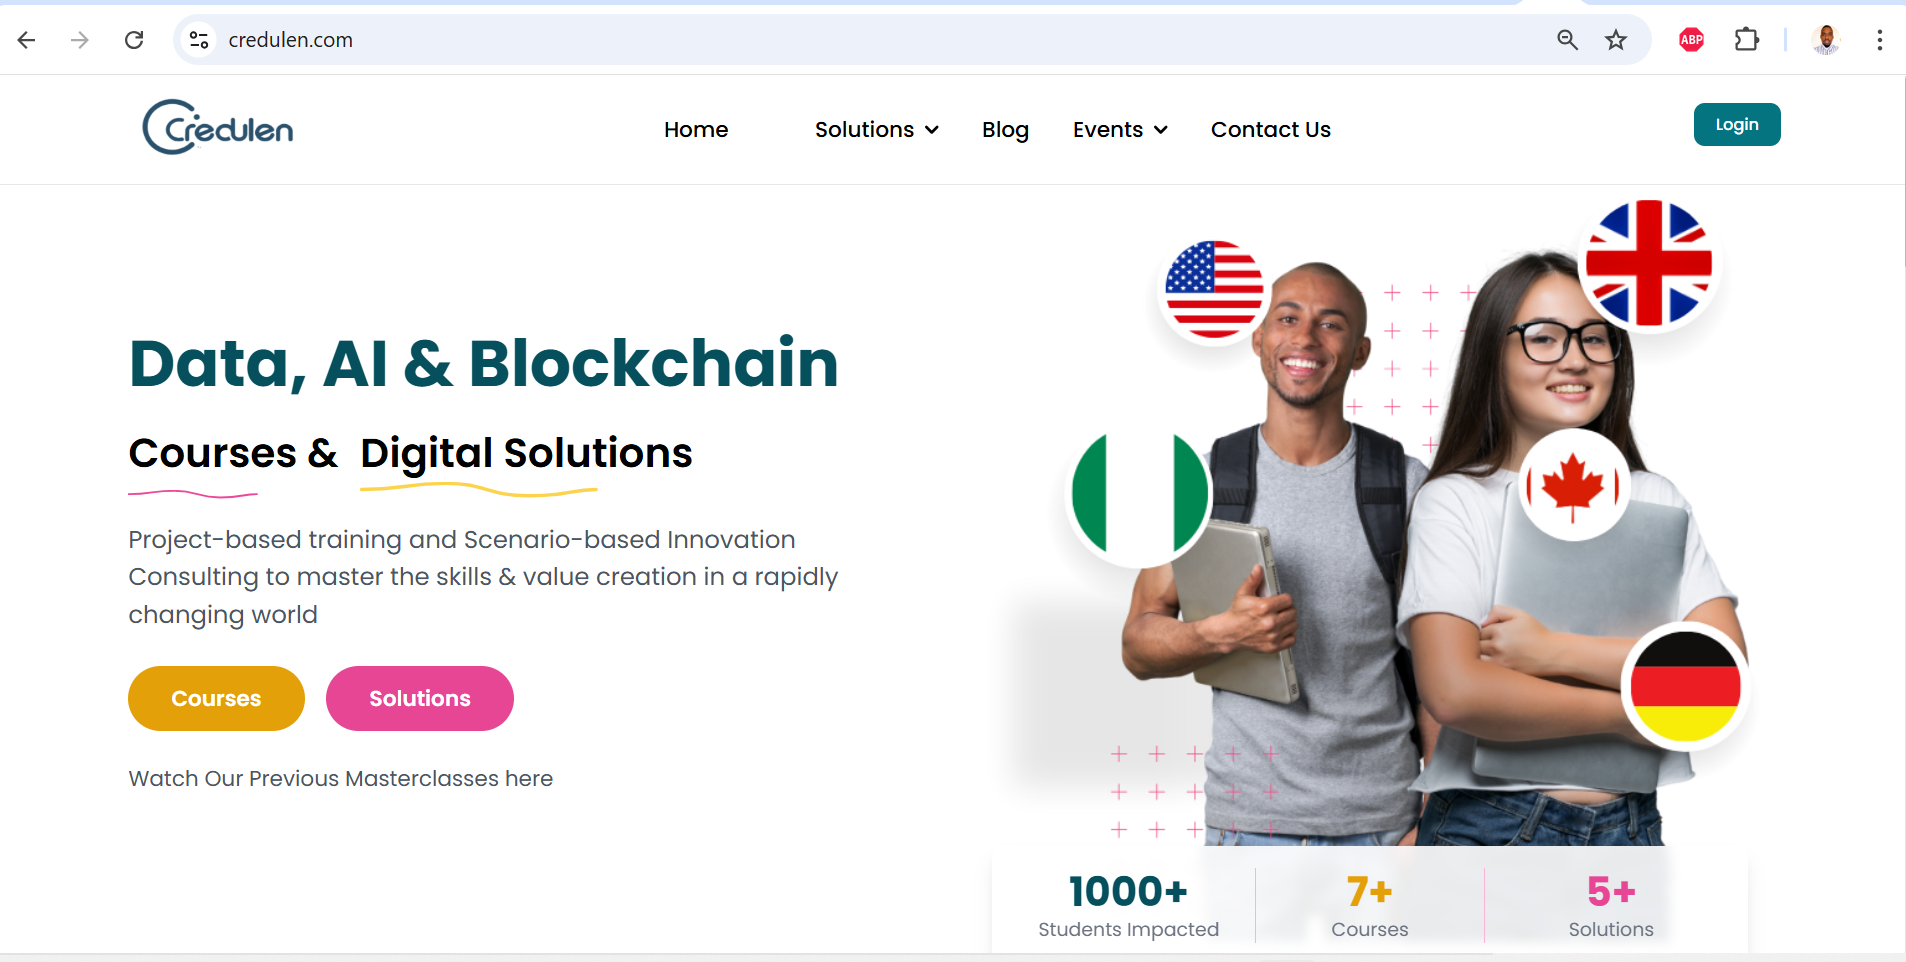 credulen.com
ABP
Credulen
Home
Solutions
Blog
Events
Contact Us
Login
Data, AI & Blockchain
Courses & Digital Solutions
Project-based training and Scenario-based Innovation
Consulting to master the skills & value creation in a rapidly
changing world
Courses
Solutions
Watch Our Previous Masterclasses here
1000+
Students Impacted
7+
Courses
5+
Solutions